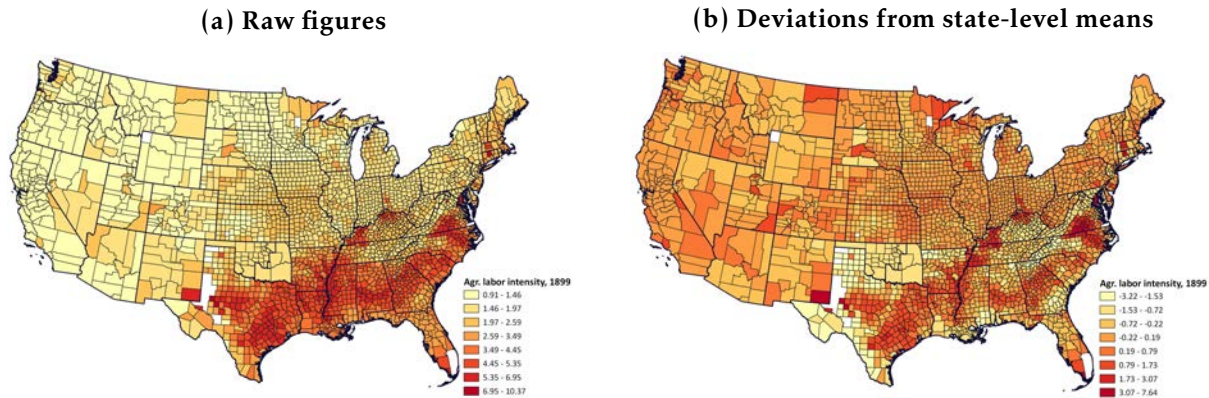 (a) Raw figures
Agr. labor intensity, 1899
0.91 - 1.46
1.46 - 1.97
1.97 - 2.59
2.59 - 3.49
3.49 - 4.45
4.45 - 5.35
5.35 - 6.95
6.95 - 10.37
(b) Deviations from state-level means
Agr. labor intensity, 1899
-3.22 - -1.53
-1.53 - -0.72
-0.72 - -0.22
-0.22 - 0.19
0.19 - 0.79
0.79 - 1.73
1.73 - 3.07
3.07 - 7.64